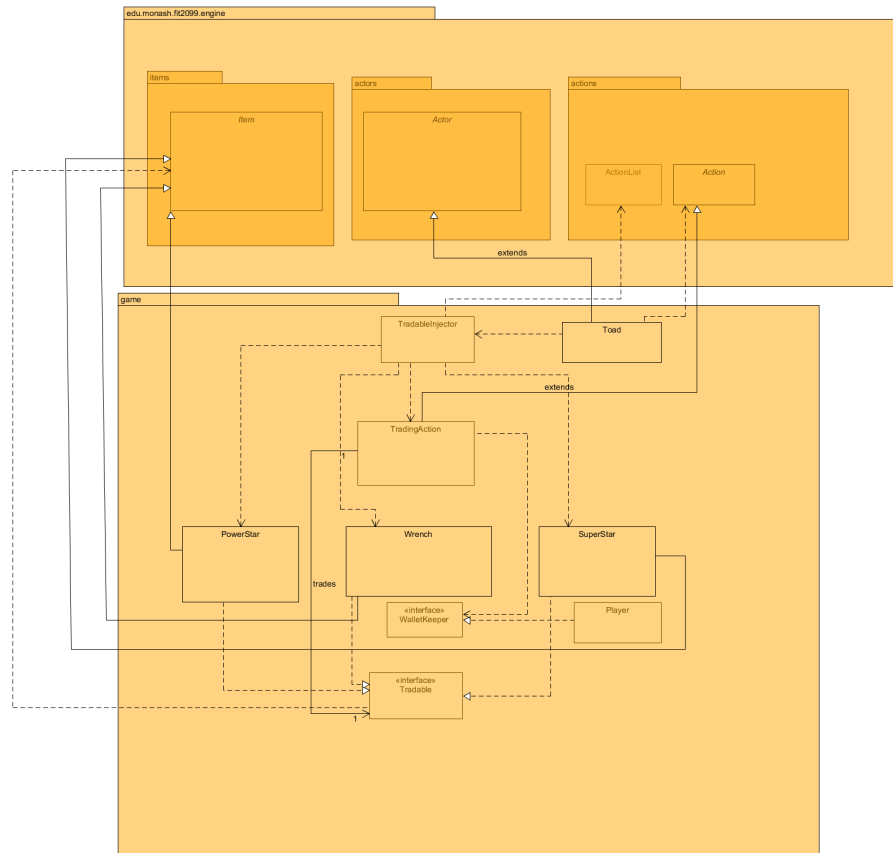 edu.monash.fit2099.engine
items
actors
actions
Item
Actor
ActionList
Action
extends
game
TradableInjector
Toad
extends
TradingAction
1
PowerStar
Wrench
SuperStar
trades
«interface»
WalletKeeper
Player
«interface»
Tradable
1